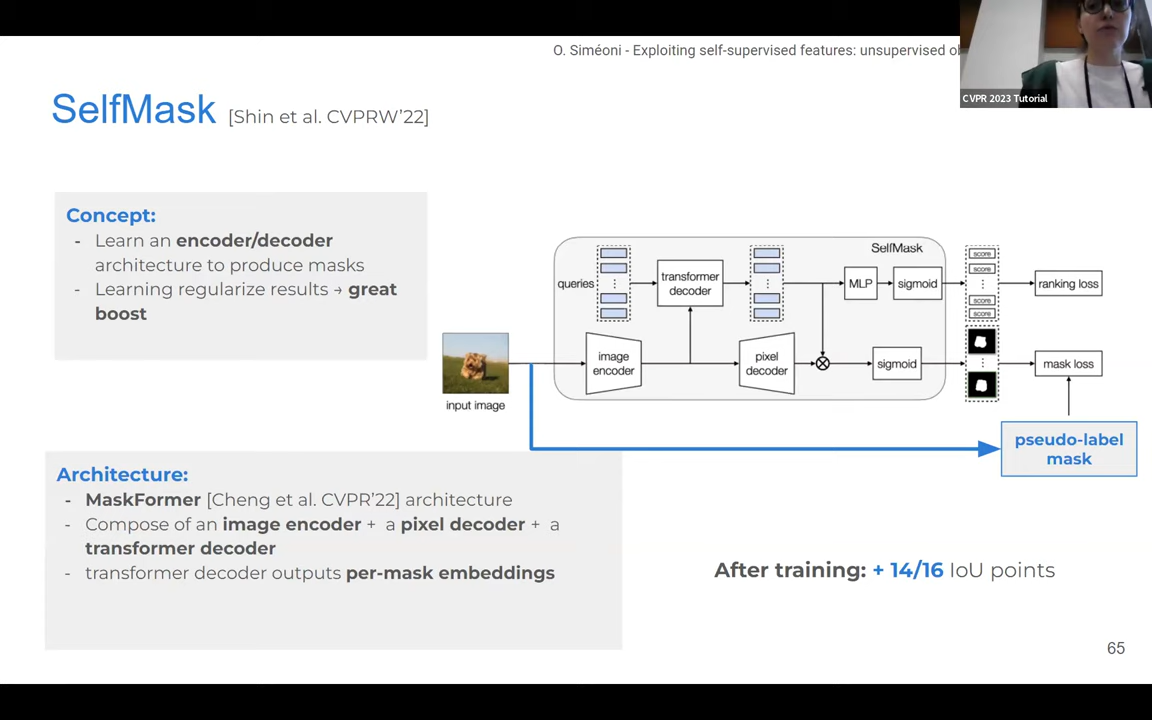 O. Siméoni - Exploiting self-supervised features: unsupervised
CVPR 2023 Tutorial
SelfMask [Shin et al. CVPRW'22]
Concept:
- Learn an encoder/decoder
architecture to produce masks
- Learning regularize results → great
boost
SelfMask
queries
transformer
decoder
MLP
sigmoid
score
score
score
score
ranking loss
image
encoder
pixel
decoder
sigmoid
mask loss
input image
pseudo-label
mask
Architecture:
- MaskFormer [Cheng et al. CVPR'22] architecture
- Compose of an image encoder + a pixel decoder + a
transformer decoder
- transformer decoder outputs per-mask embeddings
After training: + 14/16 IoU points
65